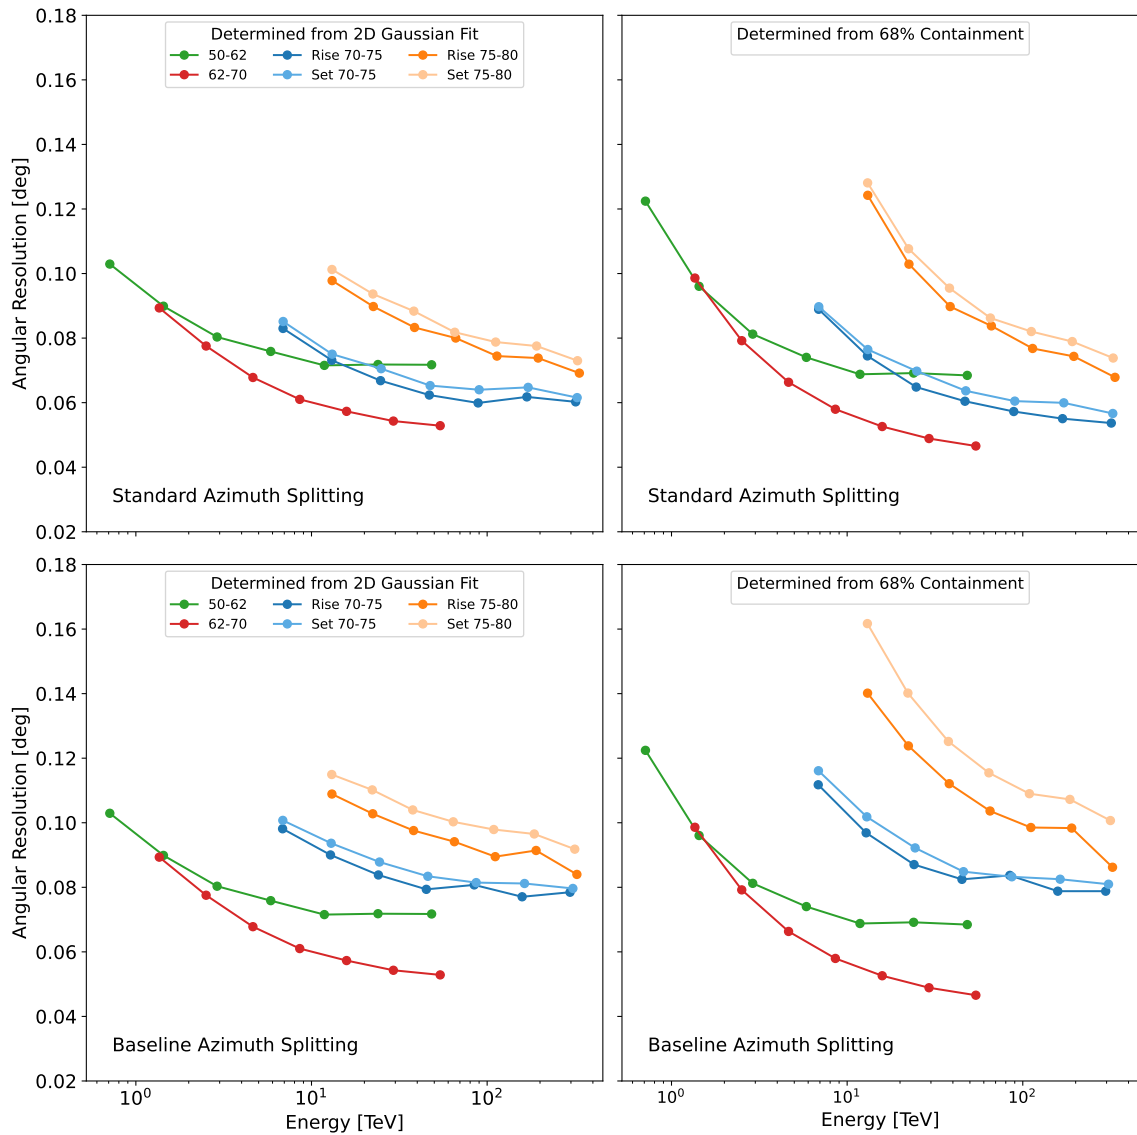 0.18
0.16
0.14
0.12
0.10
0.08
0.06
0.04
0.02
Angular Resolution [deg]
Determined from 2D Gaussian Fit
50-62 Rise 70-75 Rise 75-80
62-70 Set 70-75 Set 75-80
Standard Azimuth Splitting
Determined from 68% Containment
Standard Azimuth Splitting
0.18
0.16
0.14
0.12
0.10
0.08
0.06
0.04
0.02
Angular Resolution [deg]
Determined from 2D Gaussian Fit
50-62 Rise 70-75 Rise 75-80
62-70 Set 70-75 Set 75-80
Baseline Azimuth Splitting
10⁰ 10¹ 10²
Energy [TeV]
Determined from 68% Containment
Baseline Azimuth Splitting
10⁰ 10¹ 10²
Energy [TeV]